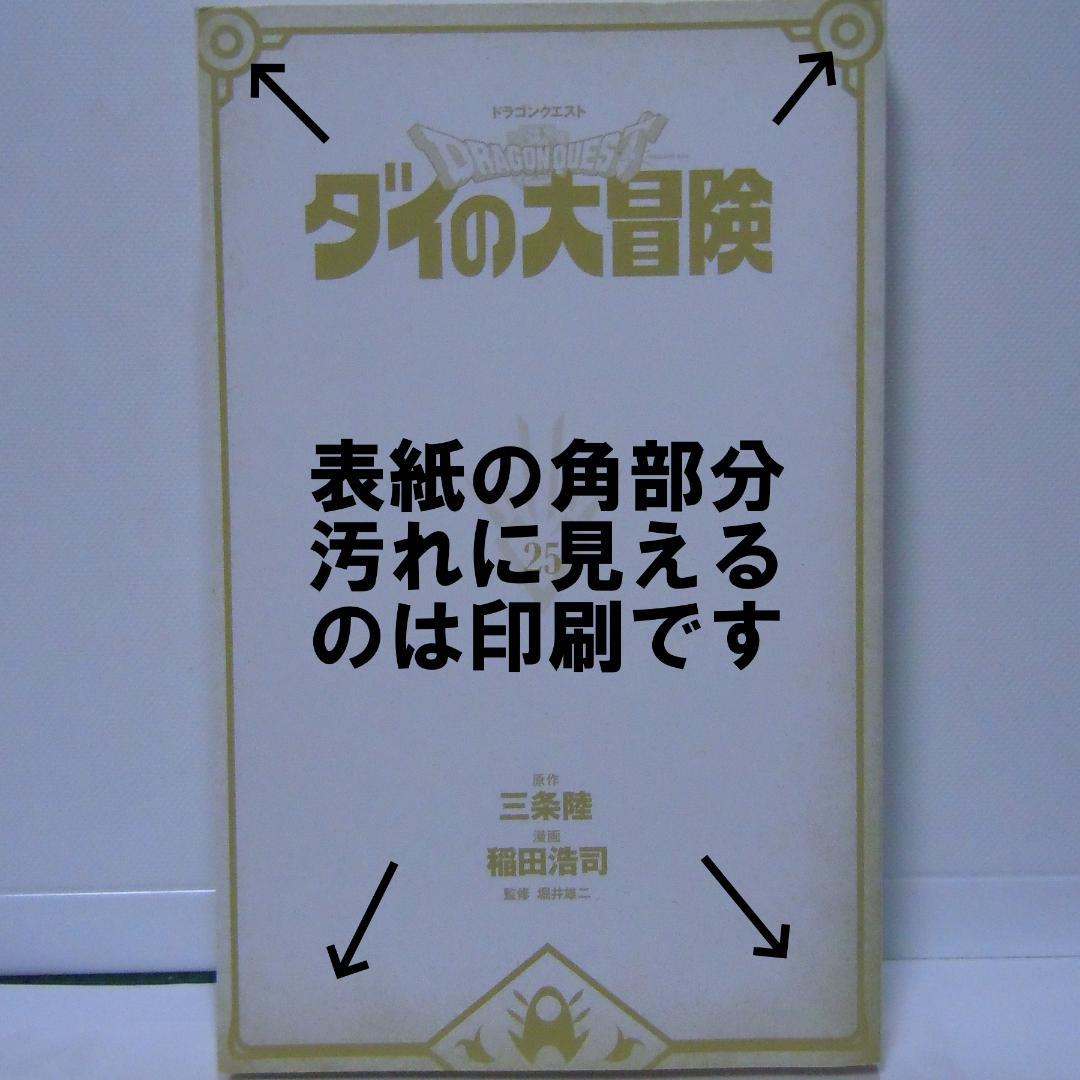 ドラゴンクエスト
DRAGON QUEST
ダイの大冒険
表紙の角部分
汚れに見える
のは印刷です
25
原作
三条陸
漫画
稲田浩司
監修 堀井雄二